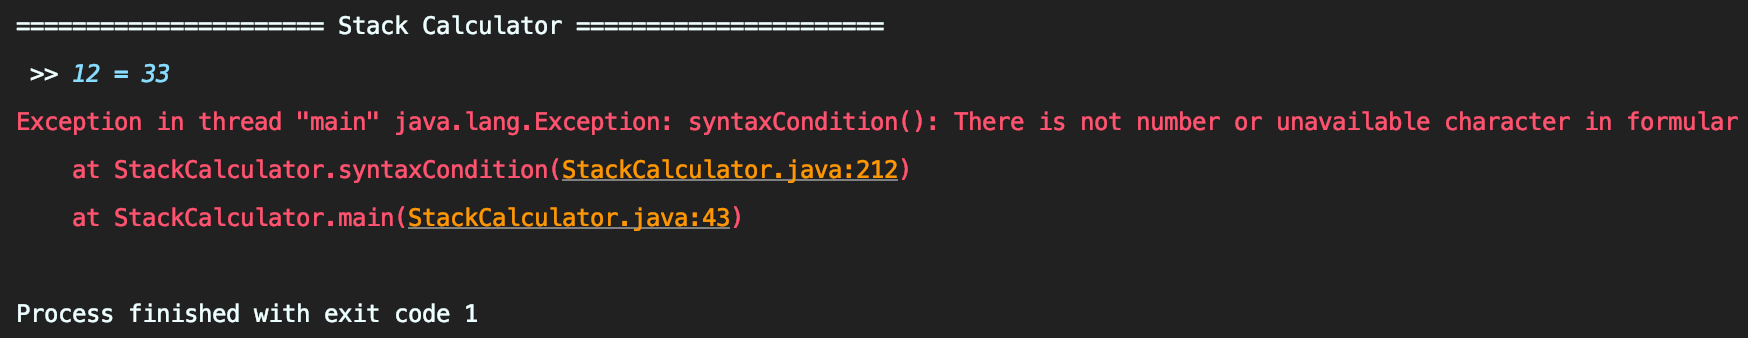 ====================== Stack Calculator ======================
>> 12 = 33
Exception in thread "main" java.lang.Exception: syntaxCondition(): There is not number or unavailable character in formular
at StackCalculator.syntaxCondition(StackCalculator.java:212)
at StackCalculator.main(StackCalculator.java:43)
Process finished with exit code 1